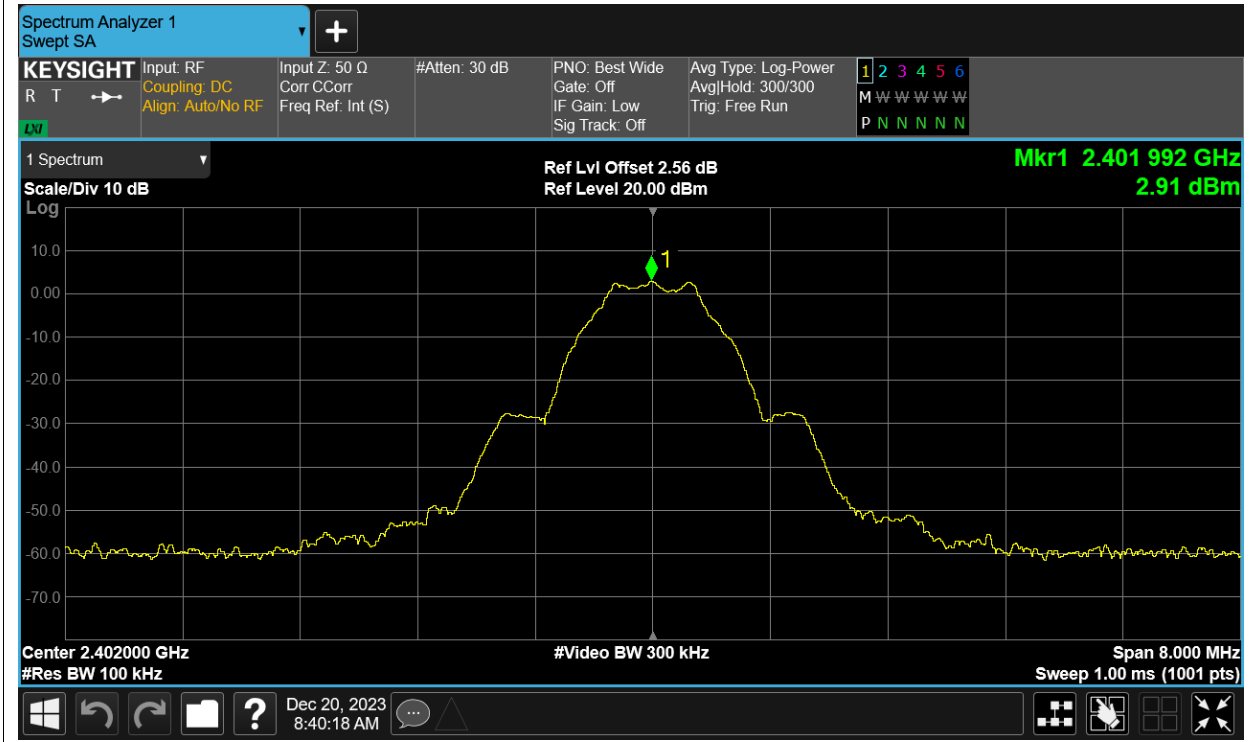 Spectrum Analyzer 1
Swept SA
KEYSIGHT
R T
LXI
Input: RF
Coupling: DC
Align: Auto/No RF
Input Z: 50 Ω
Corr CCorr
Freq Ref: Int (S)
#Atten: 30 dB
PNO: Best Wide
Gate: Off
IF Gain: Low
Sig Track: Off
Avg Type: Log-Power
Avg|Hold: 300/300
Trig: Free Run
1 2 3 4 5 6
M W W W W W
P N N N N N
1 Spectrum
Scale/Div 10 dB
Log
Ref Lvl Offset 2.56 dB
Ref Level 20.00 dBm
Mkr1 2.401 992 GHz
2.91 dBm
10.0
1
0.00
-10.0
-20.0
-30.0
-40.0
-50.0
-60.0
-70.0
Center 2.402000 GHz
#Video BW 300 kHz
Span 8.000 MHz
#Res BW 100 kHz
Sweep 1.00 ms (1001 pts)
?
Dec 20, 2023
8:40:18 AM